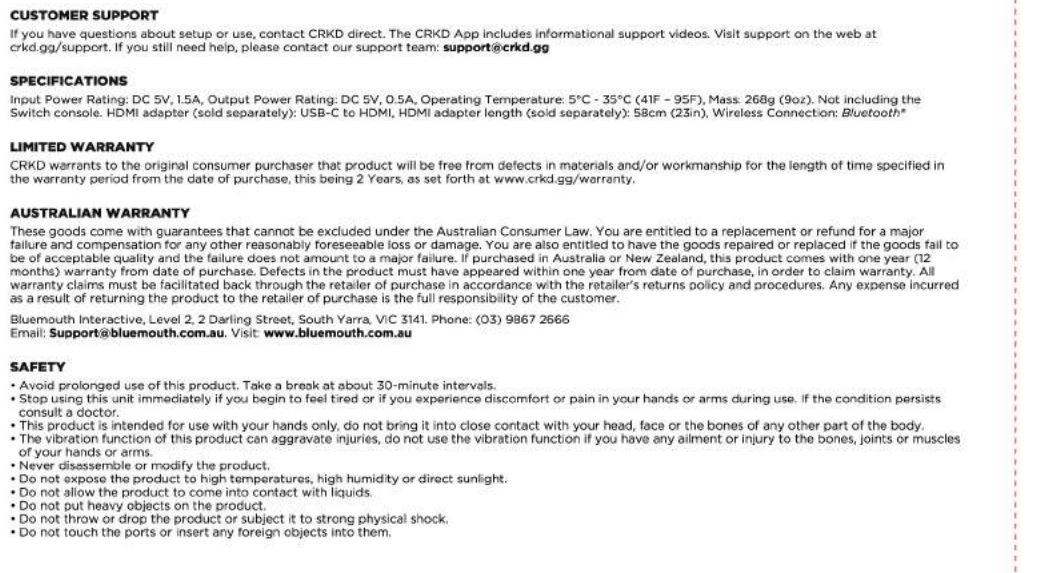 CUSTOMER SUPPORT
If you have questions about setup or use, contact CRKD direct. The CRKD App includes informational support videos. Visit support on the web at
crkd.gg/support. If you still need help, please contact our support team: support@crkd.gg
SPECIFICATIONS
Input Power Rating: DC 5V, 1.5A, Output Power Rating: DC 5V, 0.5A, Operating Temperature: 5°C - 35°C (41F – 95F), Mass: 268g (9oz). Not including the
Switch console. HDMI adapter (sold separately): USB-C to HDMI, HDMI adapter length (sold separately): 58cm (23in), Wireless Connection: Bluetooth®
LIMITED WARRANTY
CRKD warrants to the original consumer purchaser that product will be free from defects in materials and/or workmanship for the length of time specified in
the warranty period from the date of purchase, this being 2 Years, as set forth at www.crkd.gg/warranty.
AUSTRALIAN WARRANTY
These goods come with guarantees that cannot be excluded under the Australian Consumer Law. You are entitled to a replacement or refund for a major
failure and compensation for any other reasonably foreseeable loss or damage. You are also entitled to have the goods repaired or replaced if the goods fail to
be of acceptable quality and the failure does not amount to a major failure. If purchased in Australia or New Zealand, this product comes with one year (12
months) warranty from date of purchase. Defects in the product must have appeared within one year from date of purchase, in order to claim warranty. All
warranty claims must be facilitated back through the retailer of purchase in accordance with the retailer's returns policy and procedures. Any expense incurred
as a result of returning the product to the retailer of purchase is the full responsibility of the customer.
Bluemouth Interactive, Level 2, 2 Darling Street, South Yarra, VIC 3141. Phone: (03) 9867 2666
Email: Support@bluemouth.com.au. Visit: www.bluemouth.com.au
SAFETY
• Avoid prolonged use of this product. Take a break at about 30-minute intervals.
• Stop using this unit immediately if you begin to feel tired or if you experience discomfort or pain in your hands or arms during use. If the condition persists
consult a doctor.
• This product is intended for use with your hands only, do not bring it into close contact with your head, face or the bones of any other part of the body.
• The vibration function of this product can aggravate injuries, do not use the vibration function if you have any ailment or injury to the bones, joints or muscles
of your hands or arms.
• Never disassemble or modify the product.
• Do not expose the product to high temperatures, high humidity or direct sunlight.
• Do not allow the product to come into contact with liquids.
• Do not put heavy objects on the product.
• Do not throw or drop the product or subject it to strong physical shock.
• Do not touch the ports or insert any foreign objects into them.